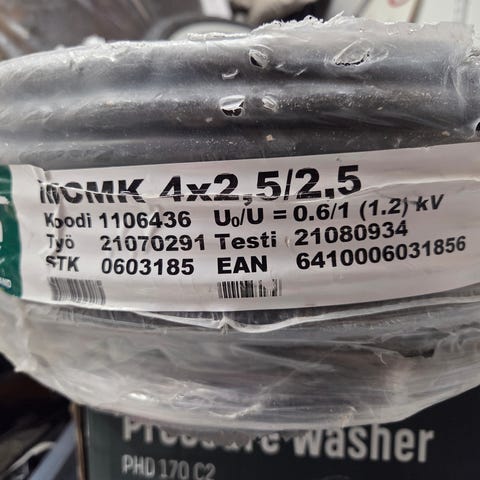 MCMK 4x2,5/2,5
Koodi 1106436 U₀/U = 0.6/1 (1.2) kV
Työ 21070291 Testi 21080934
STK 0603185 EAN 6410006031856
Pressure Washer
PHD 170 C2